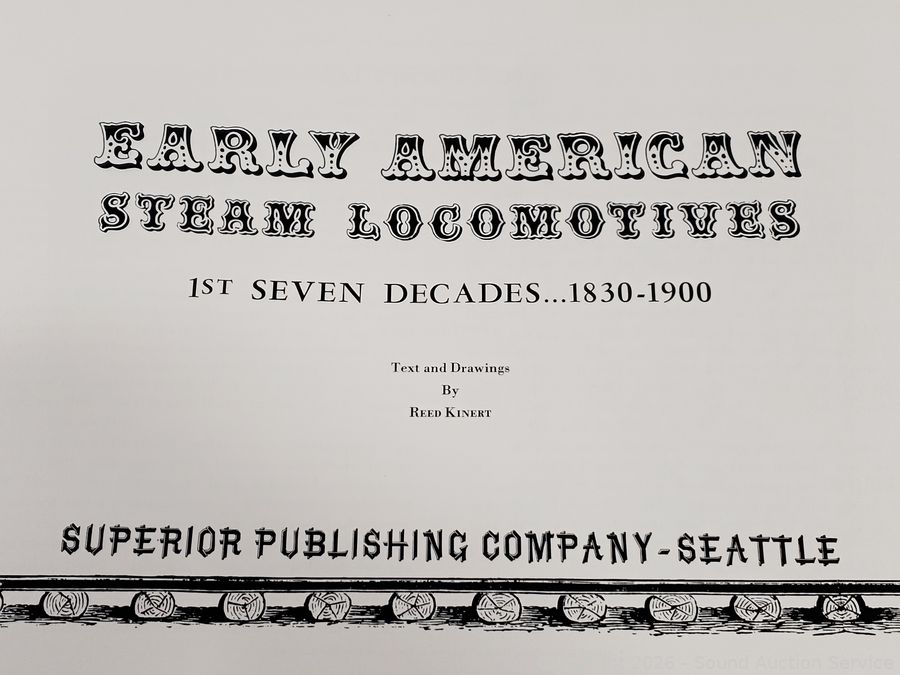 EARLY AMERICAN
STEAM LOCOMOTIVES
1ST SEVEN DECADES...1830-1900
Text and Drawings
By
REED KINERT
SUPERIOR PUBLISHING COMPANY-SEATTLE
2026 - Sound Auction Service